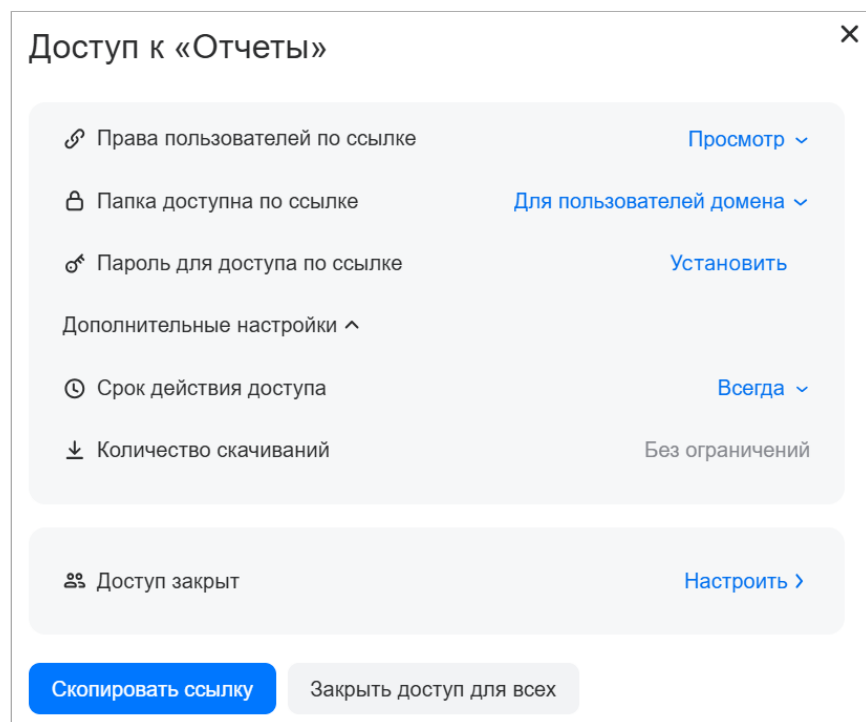 Доступ к «Отчеты»
Права пользователей по ссылке Просмотр
Папка доступна по ссылке Для пользователей домена
Пароль для доступа по ссылке Установить
Дополнительные настройки
Срок действия доступа Всегда
Количество скачиваний Без ограничений
Доступ закрыт Настроить
Скопировать ссылку Закрыть доступ для всех